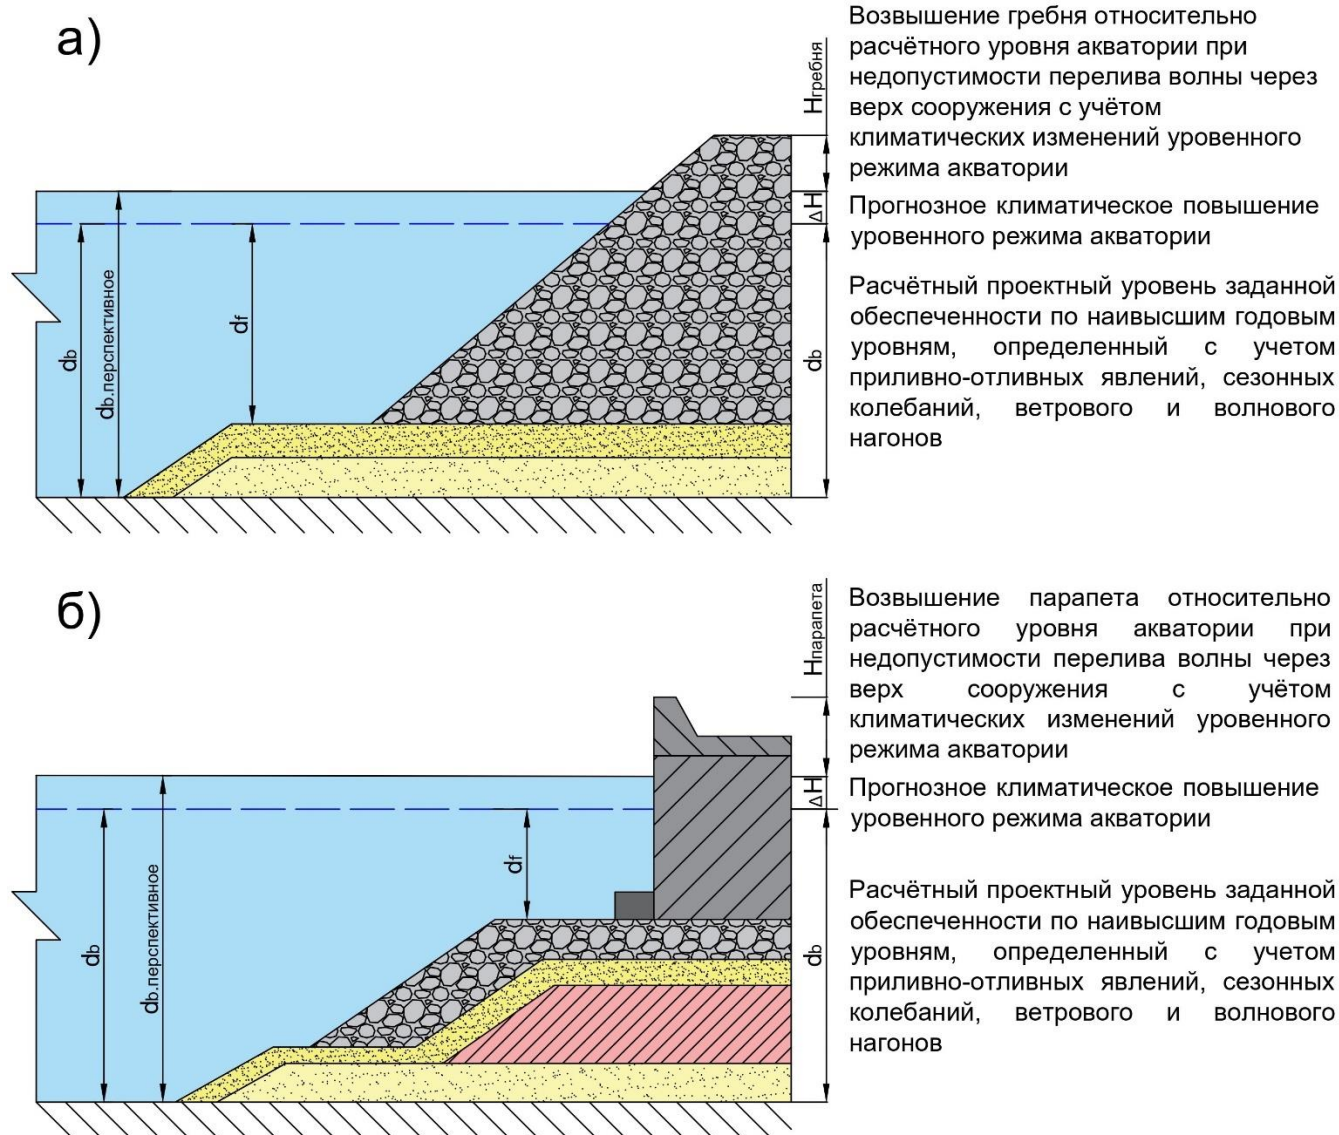 а)
Hгребня
Возвышение гребня относительно
расчётного уровня акватории при
недопустимости перелива волны через
верх сооружения с учётом
климатических изменений уровенного
режима акватории
ΔH
Прогнозное климатическое повышение
уровенного режима акватории
db
db.перспективное
df
db
Расчётный проектный уровень заданной
обеспеченности по наивысшим годовым
уровням, определенный с учетом
приливно-отливных явлений, сезонных
колебаний, ветрового и волнового
нагонов
б)
Hпарапета
Возвышение парапета относительно
расчётного уровня акватории при
недопустимости перелива волны через
верх сооружения с учётом
климатических изменений уровенного
режима акватории
ΔH
Прогнозное климатическое повышение
уровенного режима акватории
db
db.перспективное
df
db
Расчётный проектный уровень заданной
обеспеченности по наивысшим годовым
уровням, определенный с учетом
приливно-отливных явлений, сезонных
колебаний, ветрового и волнового
нагонов